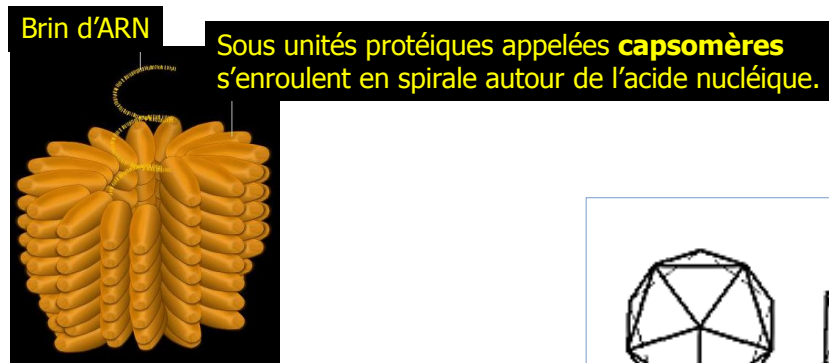 Brin d’ARN
Sous unités protéiques appelées capsomères
s’enroulent en spirale autour de l’acide nucléique.